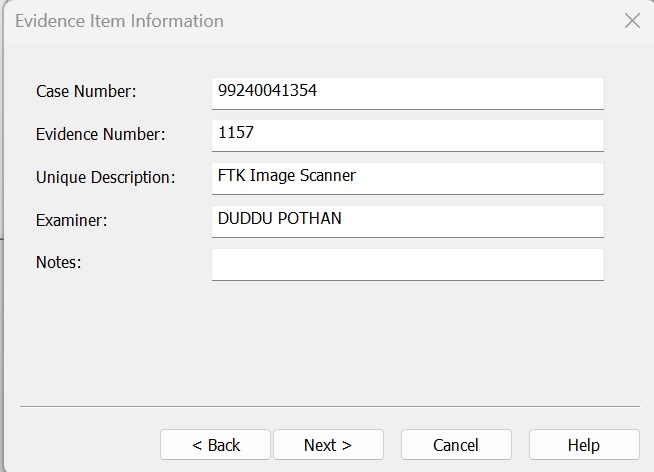 Evidence Item Information
Case Number: 99240041354
Evidence Number: 1157
Unique Description: FTK Image Scanner
Examiner: DUDDU POTHAN
Notes:
< Back Next > Cancel Help